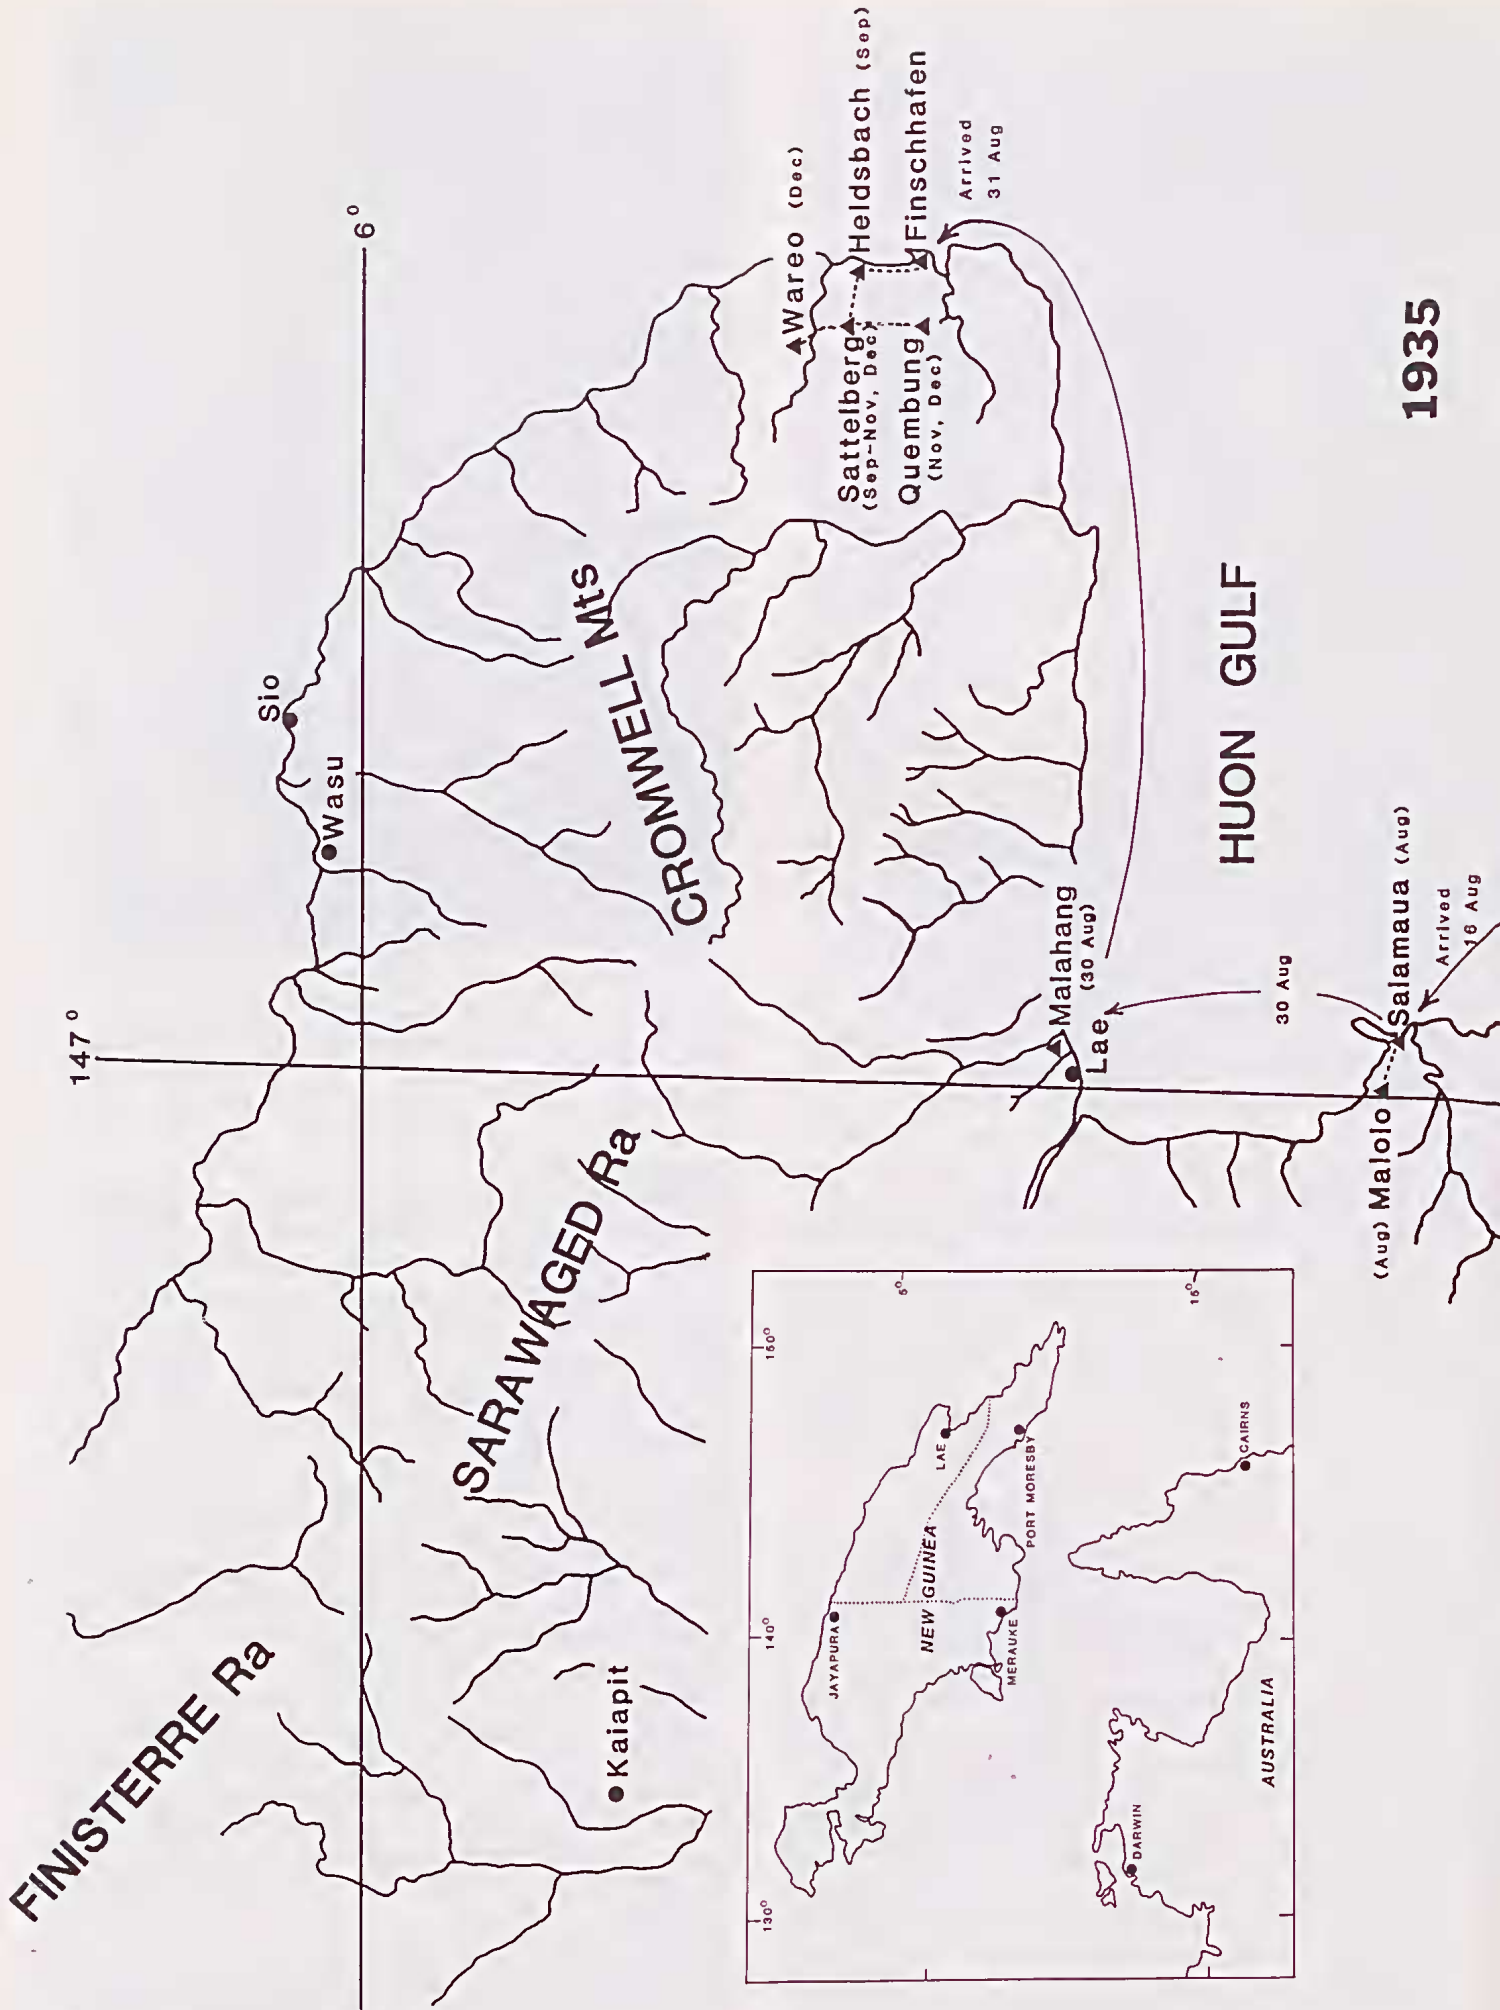 FINISTERRE Ra
SARAWAGED Ra
CROMWELL Mts
147°
6°
Kaiapit
Wasu
Sio
Wareo (Dec)
Heldsbach (Sep)
Sattelberg
(Sep-Nov, Dec)
Finschhafen
Quembung
(Nov, Dec)
Arrived
31 Aug
Malahang
(30 Aug)
Lae
30 Aug
HUON GULF
(Aug) Malolo
Salamaua (Aug)
Arrived
16 Aug
1935
130°
140°
150°
5°
15°
JAYAPURA
LAE
NEW GUINEA
MERAUKE
PORT MORESBY
DARWIN
CAIRNS
AUSTRALIA